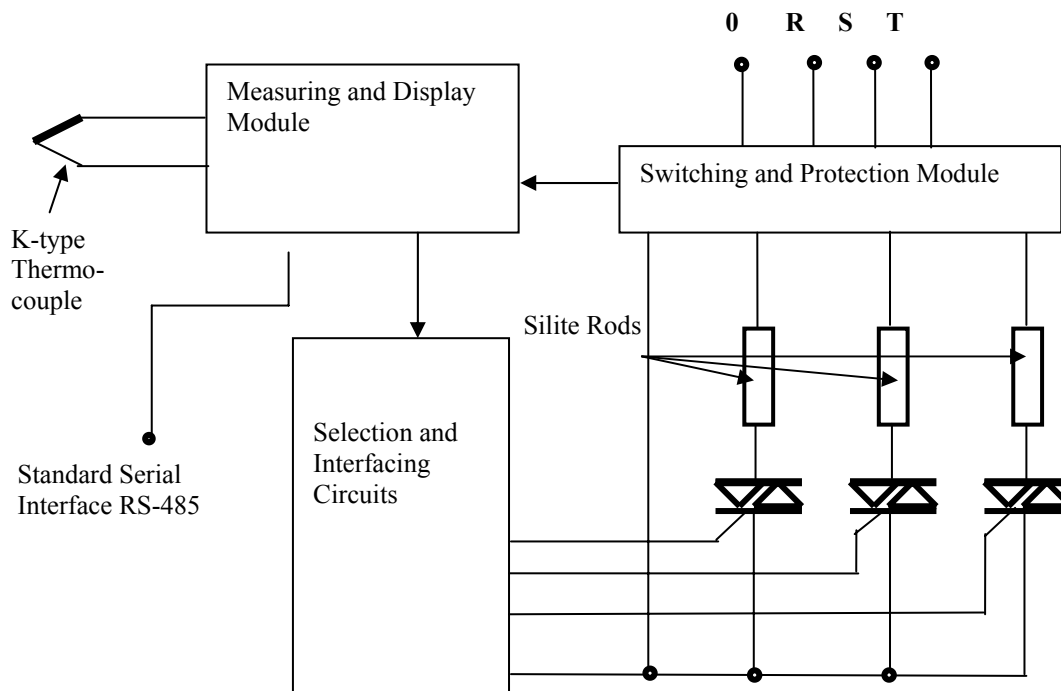 0 R S T
Measuring and Display
Module
Switching and Protection Module
K-type
Thermo-
couple
Silite Rods
Selection and
Interfacing
Circuits
Standard Serial
Interface RS-485